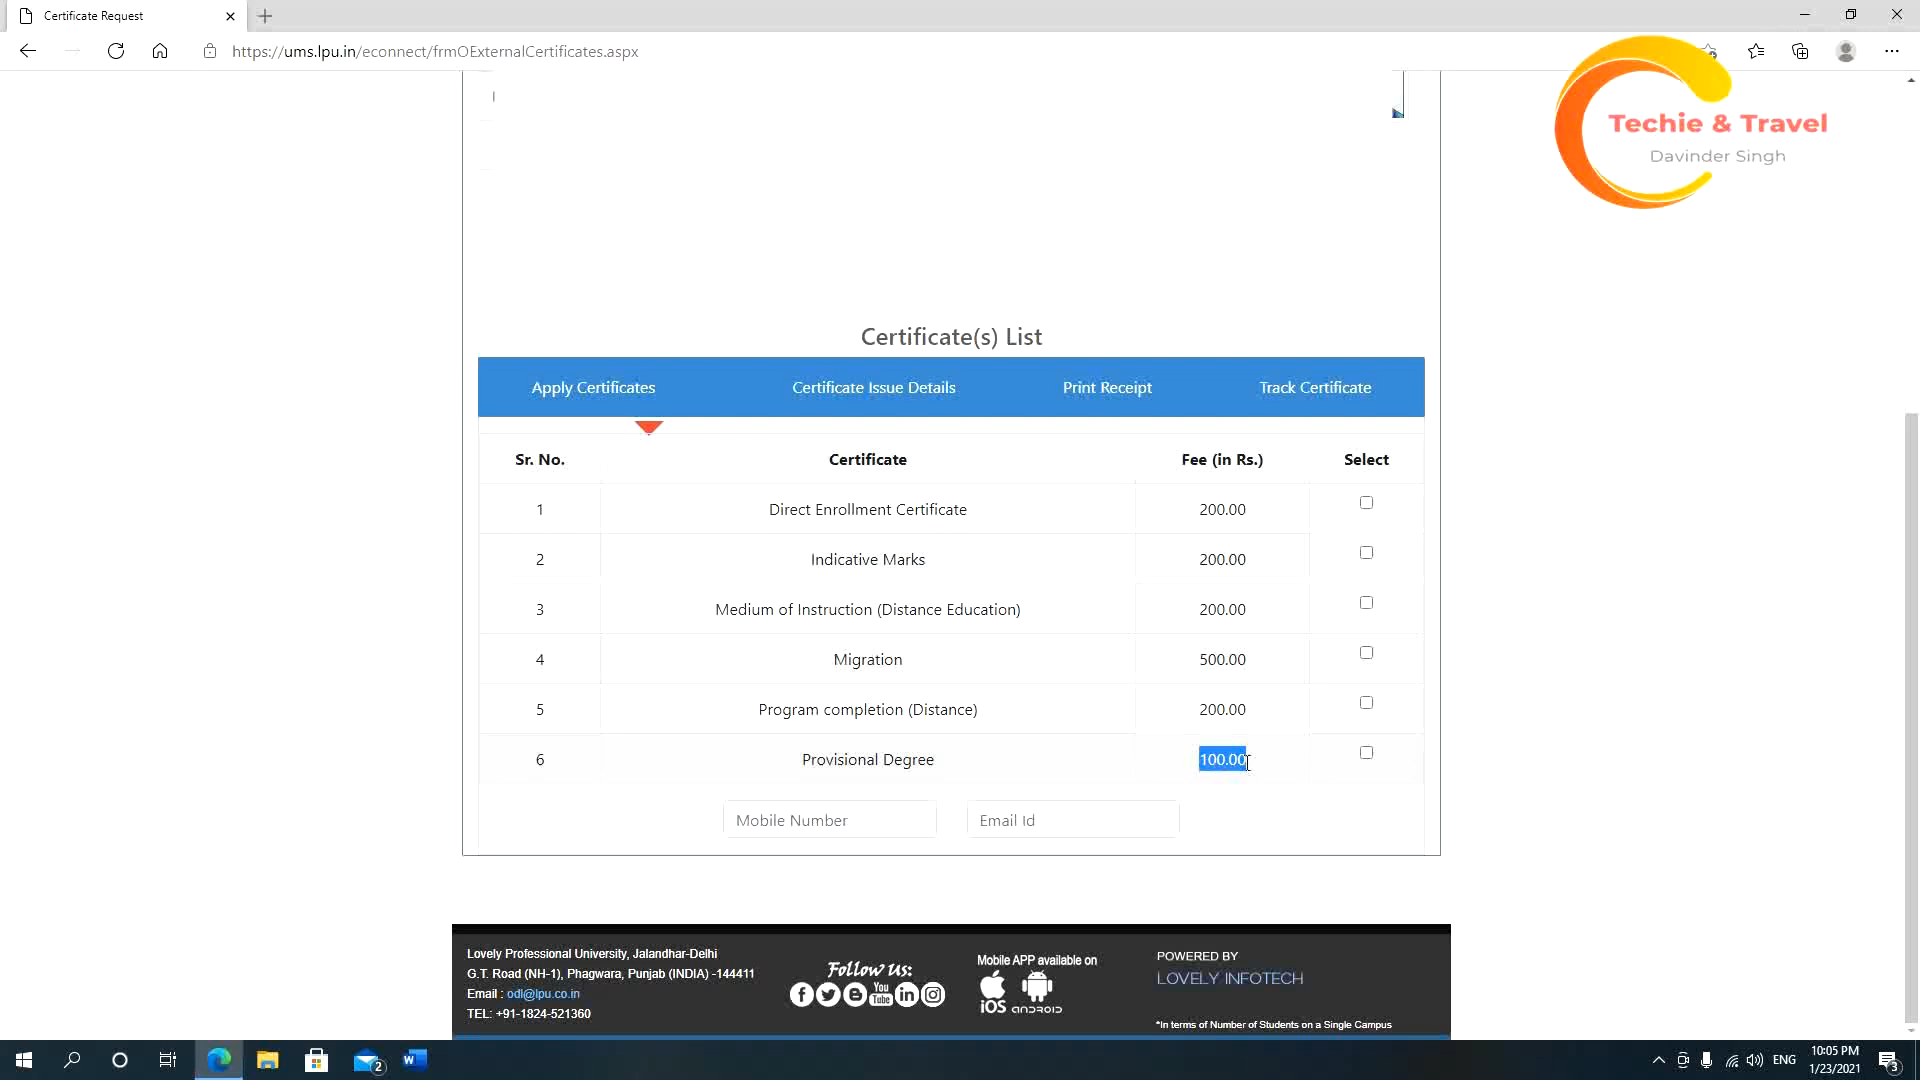 Certificate Request
https://ums.lpu.in/econnect/frmOExternalCertificates.aspx
Techie & Travel
Davinder Singh
Certificate(s) List
Apply Certificates Certificate Issue Details Print Receipt Track Certificate
Sr. No. Certificate Fee (in Rs.) Select
1 Direct Enrollment Certificate 200.00
2 Indicative Marks 200.00
3 Medium of Instruction (Distance Education) 200.00
4 Migration 500.00
5 Program completion (Distance) 200.00
6 Provisional Degree 100.00
Mobile Number Email Id
Lovely Professional University, Jalandhar-Delhi
G.T. Road (NH-1), Phagwara, Punjab (INDIA) -144411
Email : odl@lpu.co.in
TEL: +91-1824-521360
Follow Us:
You
Tube
Mobile APP available on
iOS ANDROID
POWERED BY
LOVELY INFOTECH
*In terms of Number of Students on a Single Campus
2
W
ENG
10:05 PM
1/23/2021
3